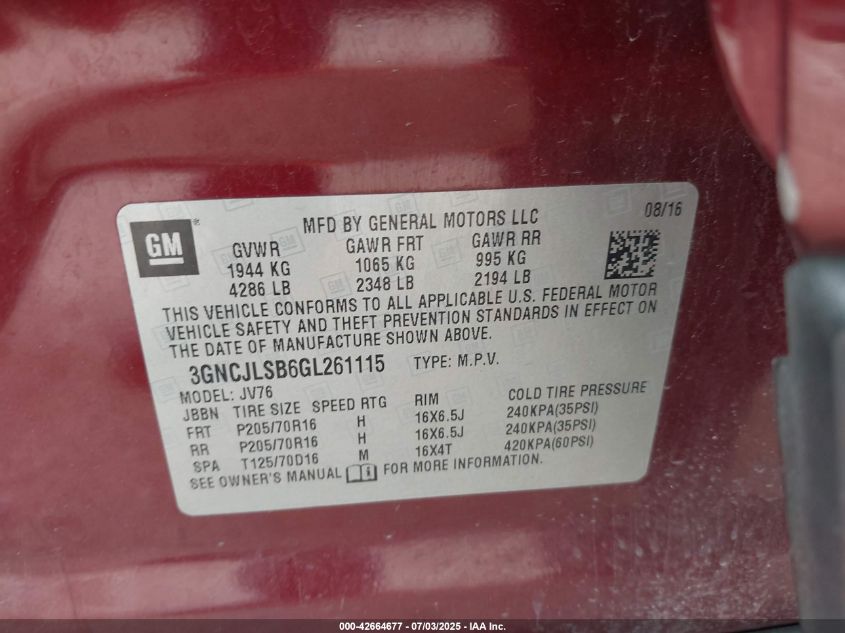 GM
MFD BY GENERAL MOTORS LLC 08/16
GVWR GAWR FRT GAWR RR
1944 KG 1065 KG 995 KG
4286 LB 2348 LB 2194 LB
THIS VEHICLE CONFORMS TO ALL APPLICABLE U.S. FEDERAL MOTOR
VEHICLE SAFETY AND THEFT PREVENTION STANDARDS IN EFFECT ON
THE DATE OF MANUFACTURE SHOWN ABOVE.
3GNCJLSB6GL261115 TYPE: M.P.V.
MODEL: JV76
JBBN TIRE SIZE SPEED RTG RIM COLD TIRE PRESSURE
FRT P205/70R16 H 16X6.5J 240KPA(35PSI)
RR P205/70R16 H 16X6.5J 240KPA(35PSI)
SPA T125/70D16 M 16X4T 420KPA(60PSI)
SEE OWNER'S MANUAL FOR MORE INFORMATION.
000-42664677 - 07/03/2025 - IAA Inc.